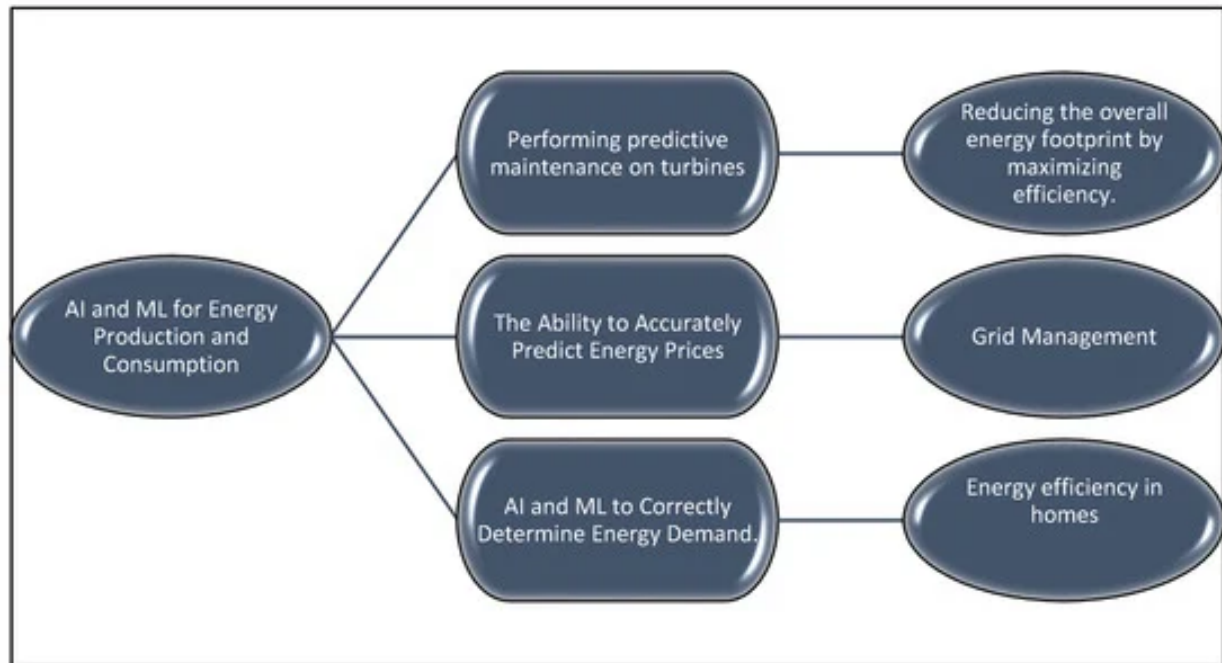 AI and ML for Energy
Production and
Consumption
Performing predictive
maintenance on turbines
Reducing the overall
energy footprint by
maximizing
efficiency.
The Ability to Accurately
Predict Energy Prices
Grid Management
AI and ML to Correctly
Determine Energy Demand.
Energy efficiency in
homes